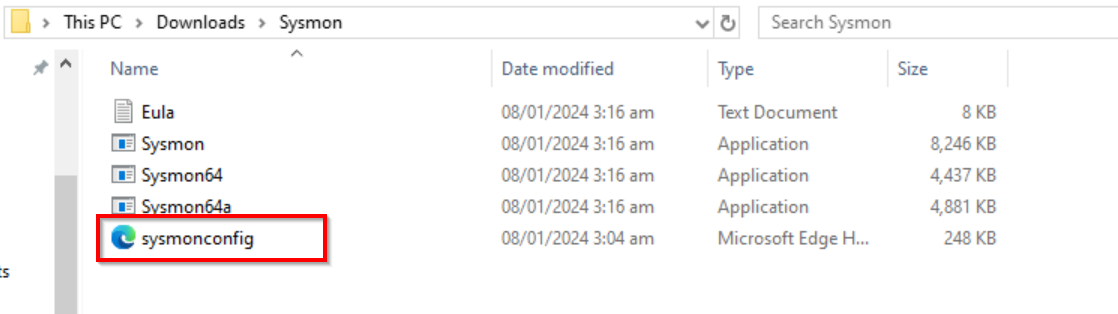 This PC > Downloads > Sysmon Search Sysmon
Name Date modified Type Size
Eula 08/01/2024 3:16 am Text Document 8 KB
Sysmon 08/01/2024 3:16 am Application 8,246 KB
Sysmon64 08/01/2024 3:16 am Application 4,437 KB
Sysmon64a 08/01/2024 3:16 am Application 4,881 KB
sysmonconfig 08/01/2024 3:04 am Microsoft Edge H... 248 KB
ts